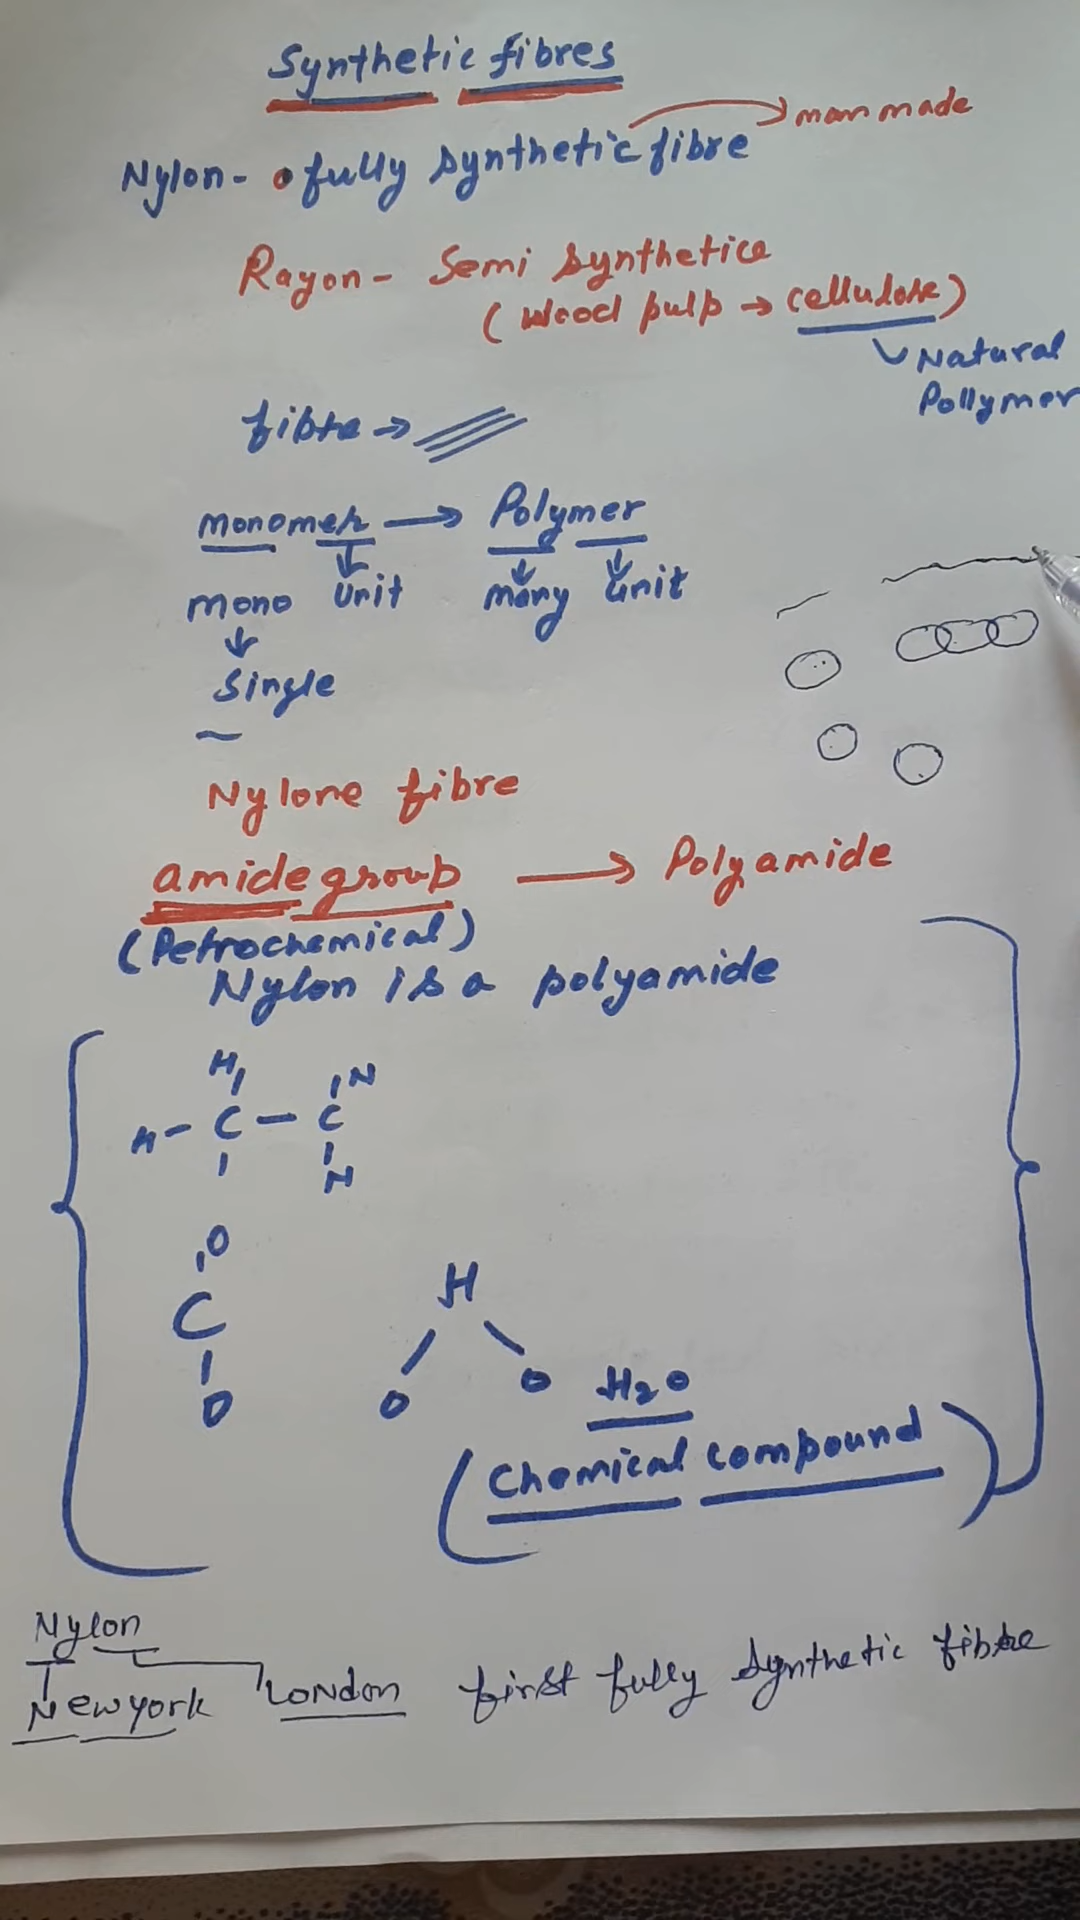 Synthetic fibres
man made
Nylon - fully synthetic fibre
Rayon - Semi synthetice
(wood pulp → cellulose)
Natural
Pollymer
fibre →
monomer → Polymer
mono unit many unit
single
Nylone fibre
amide group → Polyamide
(Petrochemical)
Nylon is a polyamide
H N
H - C - C
N
O
C
O
H
O O
H2O
(Chemical compound)
Nylon
Newyork London first fully synthetic fibre